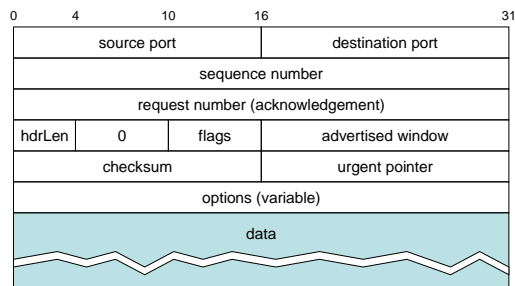 0 4 10 16 31
source port destination port
sequence number
request number (acknowledgement)
hdrLen 0 flags advertised window
checksum urgent pointer
options (variable)
data